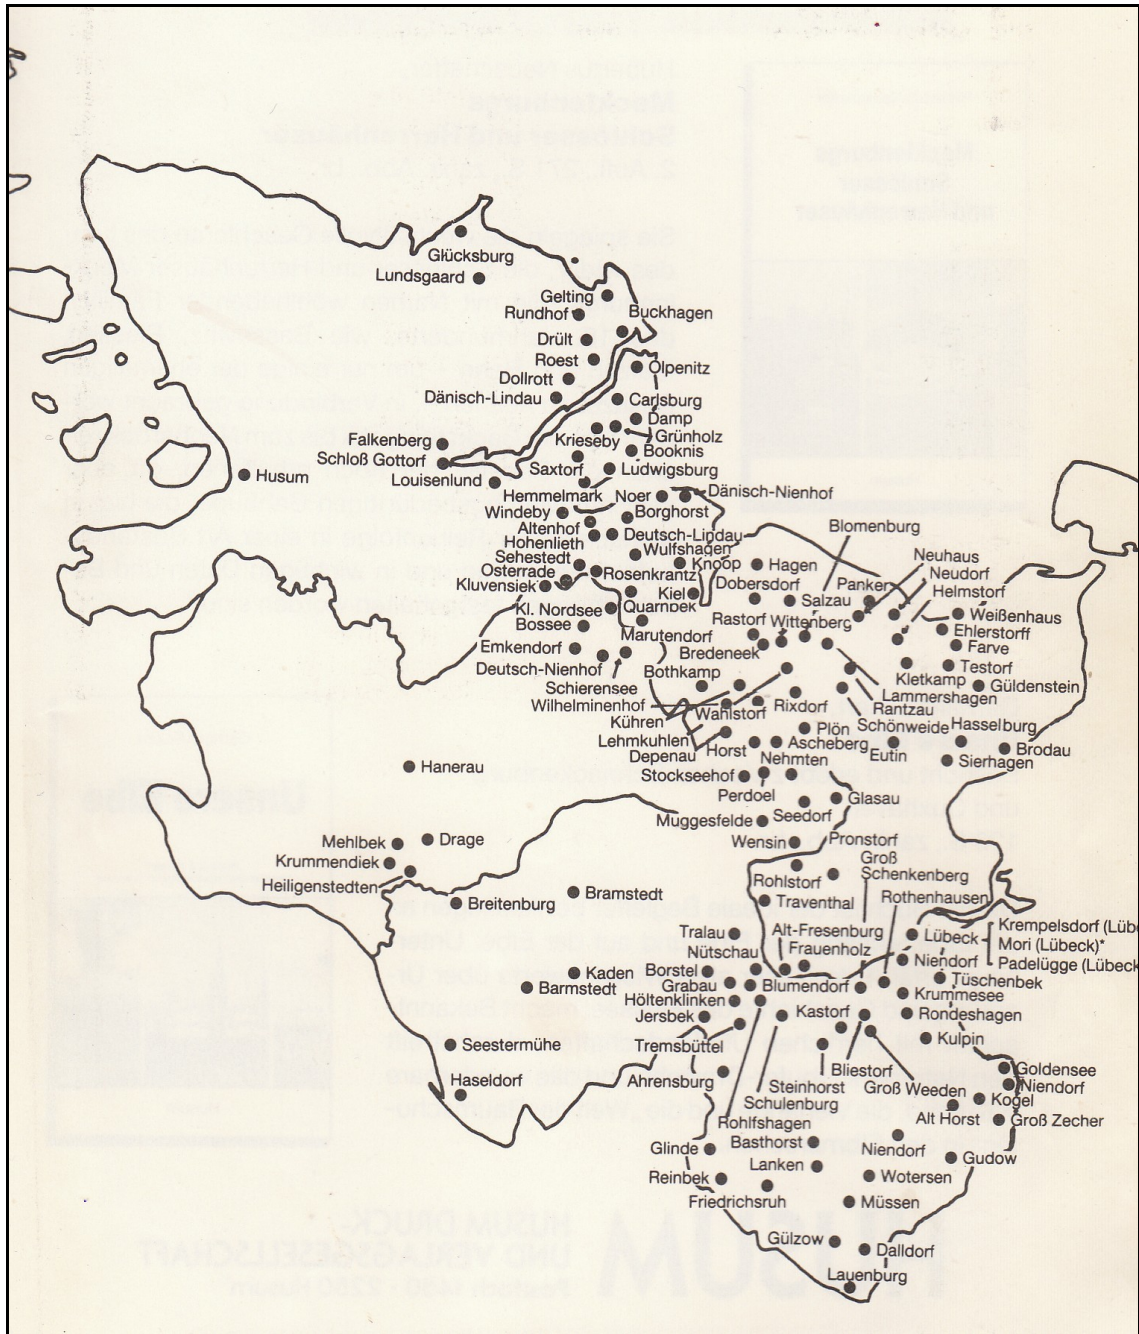 Glücksburg
Lundsgaard
Gelting
Rundhof
Buckhagen
Drült
Roest
Olpenitz
Dollrott
Dänisch-Lindau
Carlsburg
Damp
Krieseby
Grünholz
Falkenberg
Booknis
Schloß Gottorf
Saxtorf
Ludwigsburg
Husum
Louisenlund
Hemmelmark
Noer
Dänisch-Nienhof
Windeby
Borghorst
Altenhof
Deutsch-Lindau
Blomenburg
Hohenlieth
Wulfshagen
Sehestedt
Knoop
Hagen
Neuhaus
Osterrade
Rosenkrantz
Dobersdorf
Panker
Neudorf
Kluvensiek
Kiel
Salzau
Helmstorf
Kl. Nordsee
Quarnbek
Rastorf
Wittenberg
Weißenhaus
Bossee
Marutendorf
Ehlerstorff
Emkendorf
Bredeneek
Farve
Deutsch-Nienhof
Bothkamp
Kletkamp
Testorf
Schierensee
Lammershagen
Güldenstein
Wilhelminenhof
Wahlstorf
Rixdorf
Rantzau
Kühren
Plön
Schönweide
Hasselburg
Lehmkuhlen
Horst
Ascheberg
Eutin
Brodau
Depenau
Nehmten
Sierhagen
Hanerau
Stockseehof
Perdoel
Glasau
Muggesfelde
Seedorf
Mehlbek
Drage
Wensin
Pronstorf
Krummendiek
Groß
Schenkenberg
Heiligenstedten
Rohlstorf
Bramstedt
Breitenburg
Traventhal
Rothenhausen
Tralau
Alt-Fresenburg
Lübeck
Krempelsdorf (Lübe
Mori (Lübeck)*
Padelügge (Lübeck
Nütschau
Frauenholz
Niendorf
Kaden
Borstel
Tüschenbek
Barmstedt
Grabau
Blumendorf
Krummesee
Höltenklinken
Jersbek
Kastorf
Rondeshagen
Seestermühe
Tremsbüttel
Kulpin
Haseldorf
Ahrensburg
Bliestorf
Goldensee
Steinhorst
Groß Weeden
Niendorf
Schulenburg
Kogel
Rohlfshagen
Alt Horst
Groß Zecher
Glinde
Basthorst
Niendorf
Gudow
Reinbek
Lanken
Wotersen
Friedrichsruh
Müssen
Gülzow
Dalldorf
Lauenburg